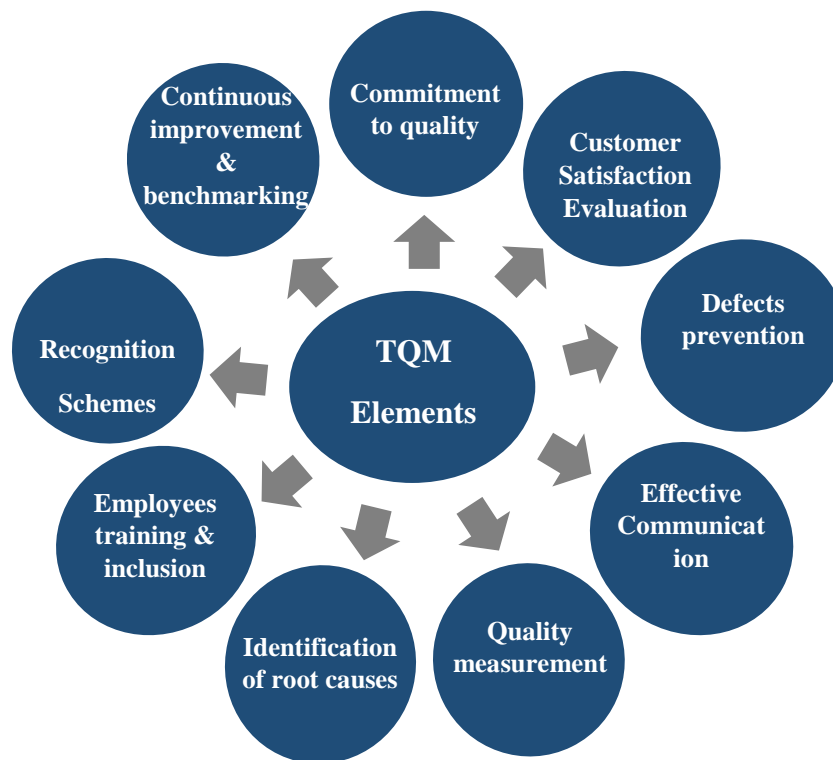 TQM
Elements
Commitment
to quality
Customer
Satisfaction
Evaluation
Defects
prevention
Effective
Communicat
ion
Quality
measurement
Identification
of root causes
Employees
training &
inclusion
Recognition
Schemes
Continuous
improvement
&
benchmarking